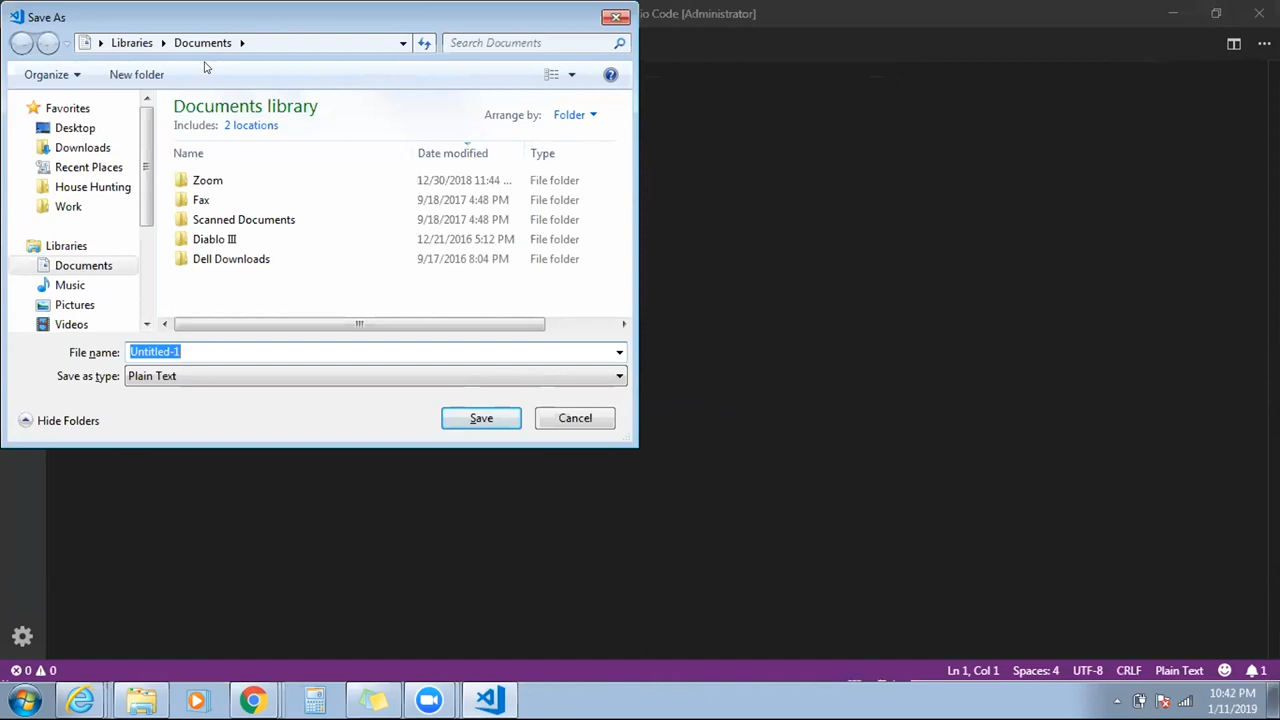 Save As
io Code [Administrator]
Libraries Documents
Search Documents
Organize New folder
Favorites
Desktop
Downloads
Recent Places
House Hunting
Work
Libraries
Documents
Music
Pictures
Videos
Documents library
Includes: 2 locations
Arrange by: Folder
Name Date modified Type
Zoom 12/30/2018 11:44 ... File folder
Fax 9/18/2017 4:48 PM File folder
Scanned Documents 9/18/2017 4:48 PM File folder
Diablo III 12/21/2016 5:12 PM File folder
Dell Downloads 9/17/2016 8:04 PM File folder
File name: Untitled-1
Save as type: Plain Text
Hide Folders Save Cancel
0 0 Ln 1, Col 1 Spaces: 4 UTF-8 CRLF Plain Text 1
10:42 PM
1/11/2019